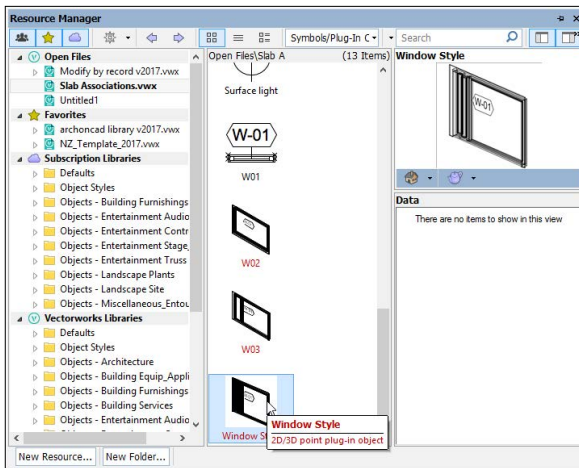 Resource Manager
Symbols/Plug-In C
Search
Open Files
Modify by record v2017.vwx
Slab Associations.vwx
Untitled1
Favorites
archoncad library v2017.vwx
NZ_Template_2017.vwx
Subscription Libraries
Defaults
Object Styles
Objects - Building Furnishings
Objects - Entertainment Audio
Objects - Entertainment Contr
Objects - Entertainment Stage_
Objects - Entertainment Truss
Objects - Landscape Plants
Objects - Landscape Site
Objects - Miscellaneous_Entou
Vectorworks Libraries
Defaults
Object Styles
Objects - Architecture
Objects - Building Equip_Appli
Objects - Building Furnishings
Objects - Building Services
Objects - Entertainment Audio
New Resource...
New Folder...
Open Files\Slab A (13 Items)
Surface light
W-01
W01
W02
W03
Window St
Window Style
2D/3D point plug-in object
Window Style
W-01
Data
There are no items to show in this view